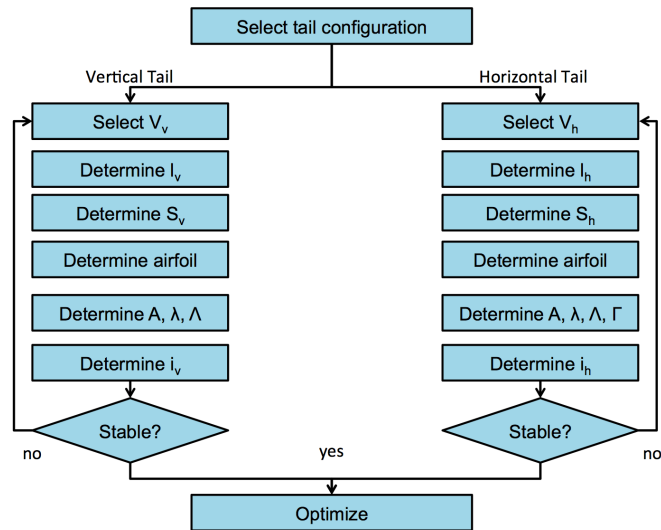 Select tail configuration
Vertical Tail
Horizontal Tail
Select Vᵥ
Select Vₕ
Determine lᵥ
Determine lₕ
Determine Sᵥ
Determine Sₕ
Determine airfoil
Determine airfoil
Determine A, λ, Λ
Determine A, λ, Λ, Γ
Determine iᵥ
Determine iₕ
Stable?
Stable?
no
yes
no
Optimize